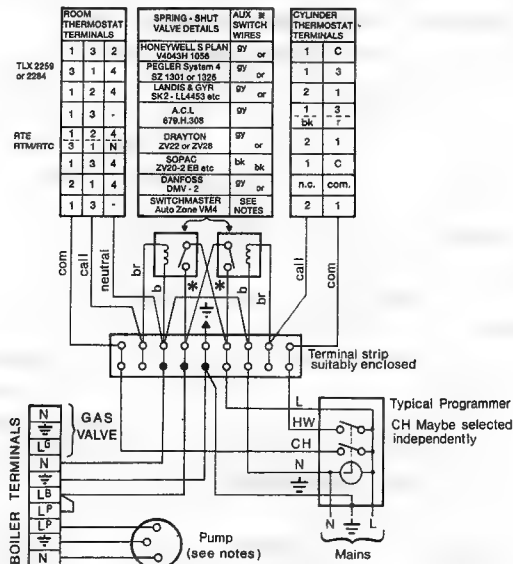 ROOM THERMOSTAT TERMINALS
SPRING - SHUT VALVE DETAILS
AUX ※ SWITCH WIRES
CYLINDER THERMOSTAT TERMINALS
1 3 2
HONEYWELL S PLAN V4043H 1056
gy or
1 C
TLX 2259 or 2284
3 1 4
PEGLER System 4 SZ 1301 or 1326
gy or
1 3
1 2 4
LANDIS & GYR SK2 - LL4453 etc
gy or
2 1
1 3 -
A.C.L 679.H.308
gy
1 3
bk r
RTE RTM/RTC
1 2 4
3 1 N
DRAYTON ZV22 or ZV28
gy or
2 1
1 3 4
SOPAC ZV20-2 EB etc
bk bk
1 C
2 1 4
DANFOSS DMV - 2
gy or
n.c. com.
1 3 -
SWITCHMASTER Auto Zone VM4
SEE NOTES
2 1
com
call
neutral
br
b
*
*
b
br
call
com
Terminal strip
suitably enclosed
BOILER TERMINALS
N
LG
N
LB
LP
LP
N
GAS
VALVE
Pump
(see notes)
L
HW
CH
N
Typical Programmer
CH Maybe selected
independently
N L
Mains